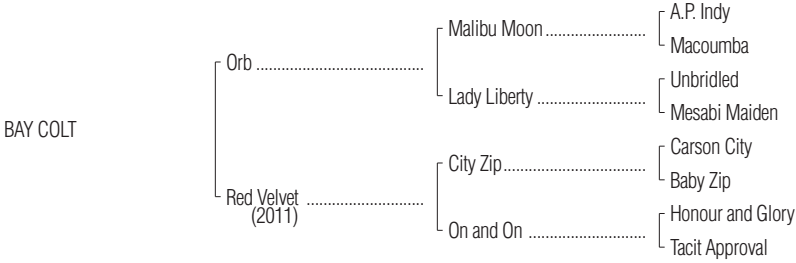 A.P. Indy
Malibu Moon ..........................
Macoumba
Orb .......................................
Unbridled
Lady Liberty ............................
Mesabi Maiden
BAY COLT
Carson City
City Zip.....................................
Baby Zip
Red Velvet ...........................
(2011)
Honour and Glory
On and On .............................
Tacit Approval